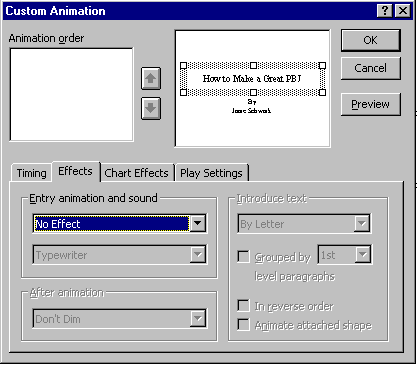 Custom Animation
Animation order
How to Make a Great PBJ
By
OK
Cancel
Preview
Timing
Effects
Chart Effects
Play Settings
Entry animation and sound
No Effect
Typewriter
After animation
Don't Dim
Introduce text
By Letter
Grouped by
1st
level paragraphs
In reverse order
Animate attached shape